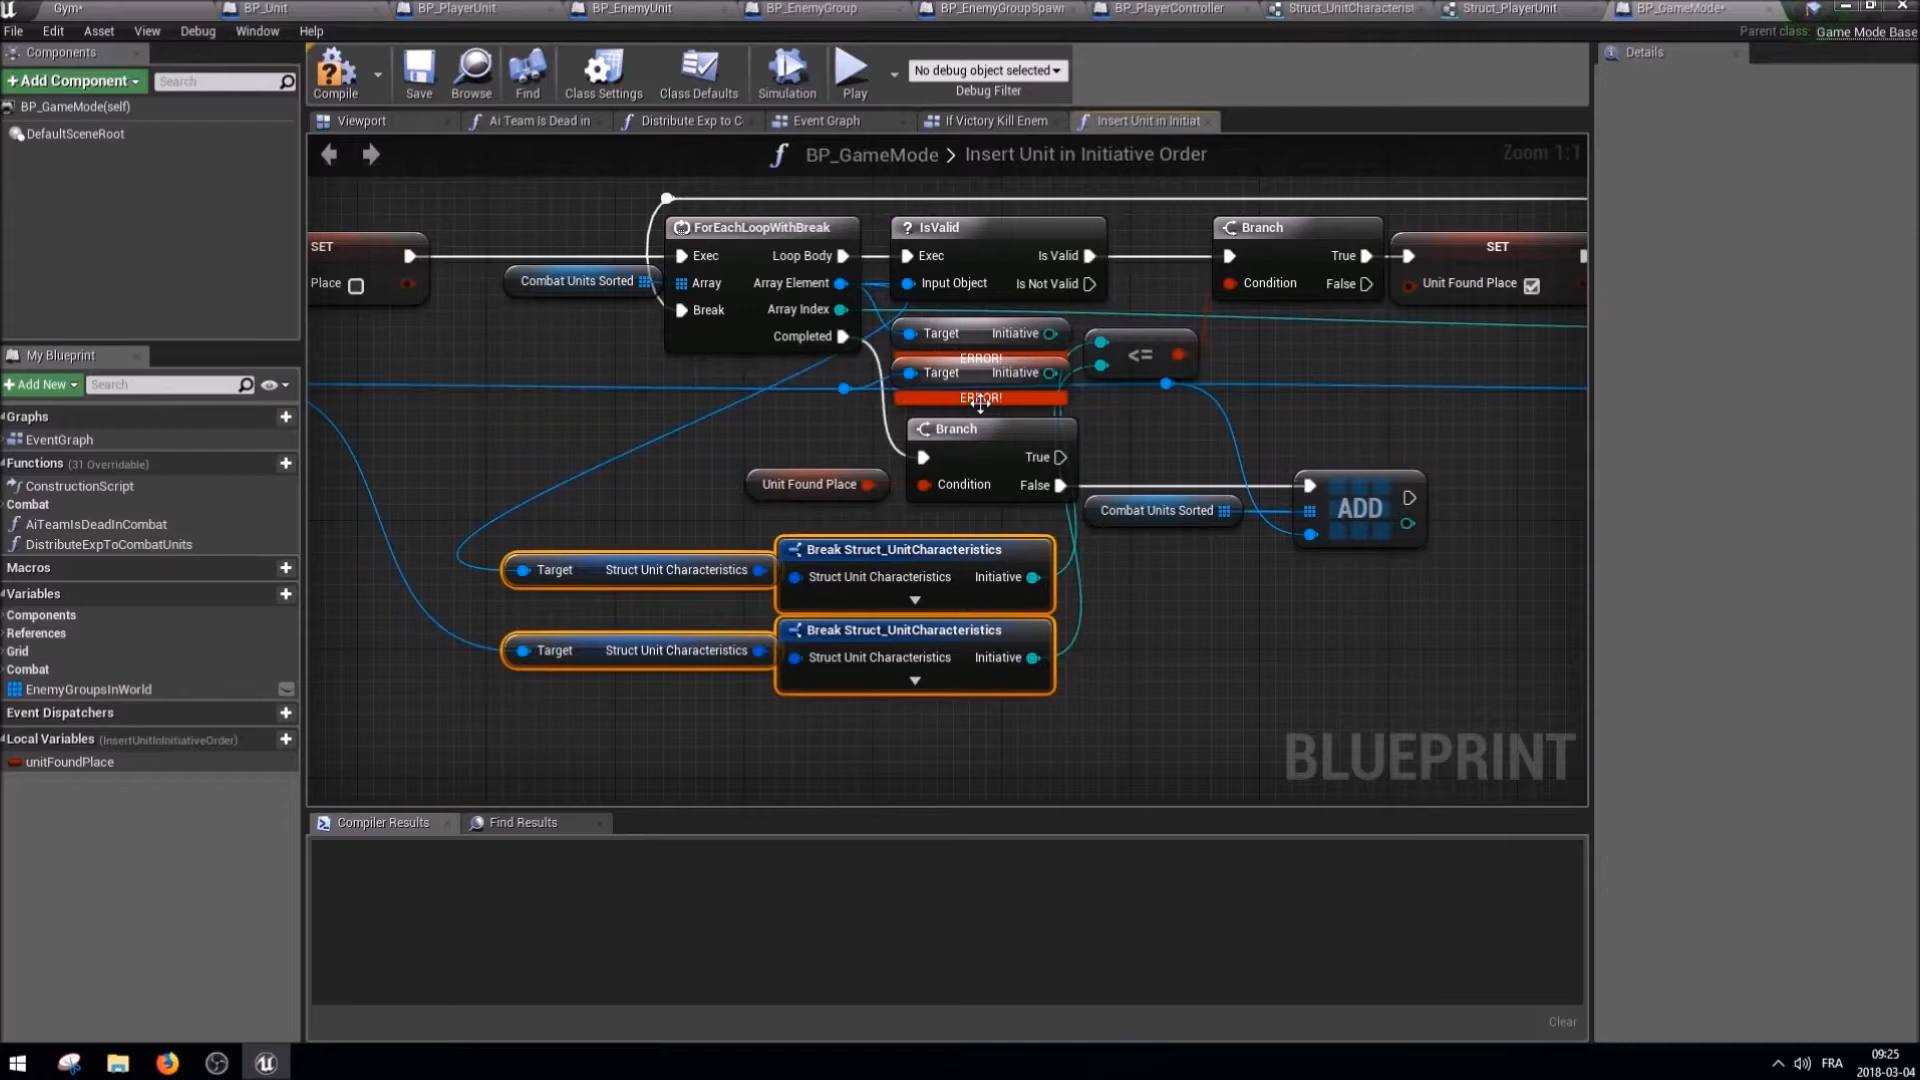 Gym*
BP_Unit
BP_PlayerUnit
BP_EnemyUnit
BP_EnemyGroup
BP_EnemyGroupSpawn
BP_PlayerController
Struct_UnitCharacterist
Struct_PlayerUnit
BP_GameMode*
File
Edit
Asset
View
Debug
Window
Help
Parent class:
Game Mode Base
Components
+Add Component
Search
BP_GameMode(self)
DefaultSceneRoot
Compile
Save
Browse
Find
Class Settings
Class Defaults
Simulation
Play
No debug object selected
Debug Filter
Details
Viewport
Ai Team Is Dead in
Distribute Exp to C
Event Graph
If Victory Kill Enem
Insert Unit in Initiat
BP_GameMode > Insert Unit in Initiative Order
Zoom 1:1
SET
Place
Combat Units Sorted
ForEachLoopWithBreak
Exec
Loop Body
Array
Array Element
Break
Array Index
Completed
IsValid
Exec
Is Valid
Input Object
Is Not Valid
Branch
True
Condition
False
SET
Unit Found Place
Target
Initiative
ERROR!
Target
Initiative
ERROR!
<=
Branch
True
Condition
False
Unit Found Place
Combat Units Sorted
ADD
Target
Struct Unit Characteristics
Break Struct_UnitCharacteristics
Struct Unit Characteristics
Initiative
Target
Struct Unit Characteristics
Break Struct_UnitCharacteristics
Struct Unit Characteristics
Initiative
BLUEPRINT
My Blueprint
+Add New
Search
Graphs
EventGraph
Functions (31 Overridable)
ConstructionScript
Combat
AiTeamIsDeadInCombat
DistributeExpToCombatUnits
Macros
Variables
Components
References
Grid
Combat
EnemyGroupsInWorld
Event Dispatchers
Local Variables (InsertUnitInInitiativeOrder)
unitFoundPlace
Compiler Results
Find Results
Clear
FRA
09:25
2018-03-04